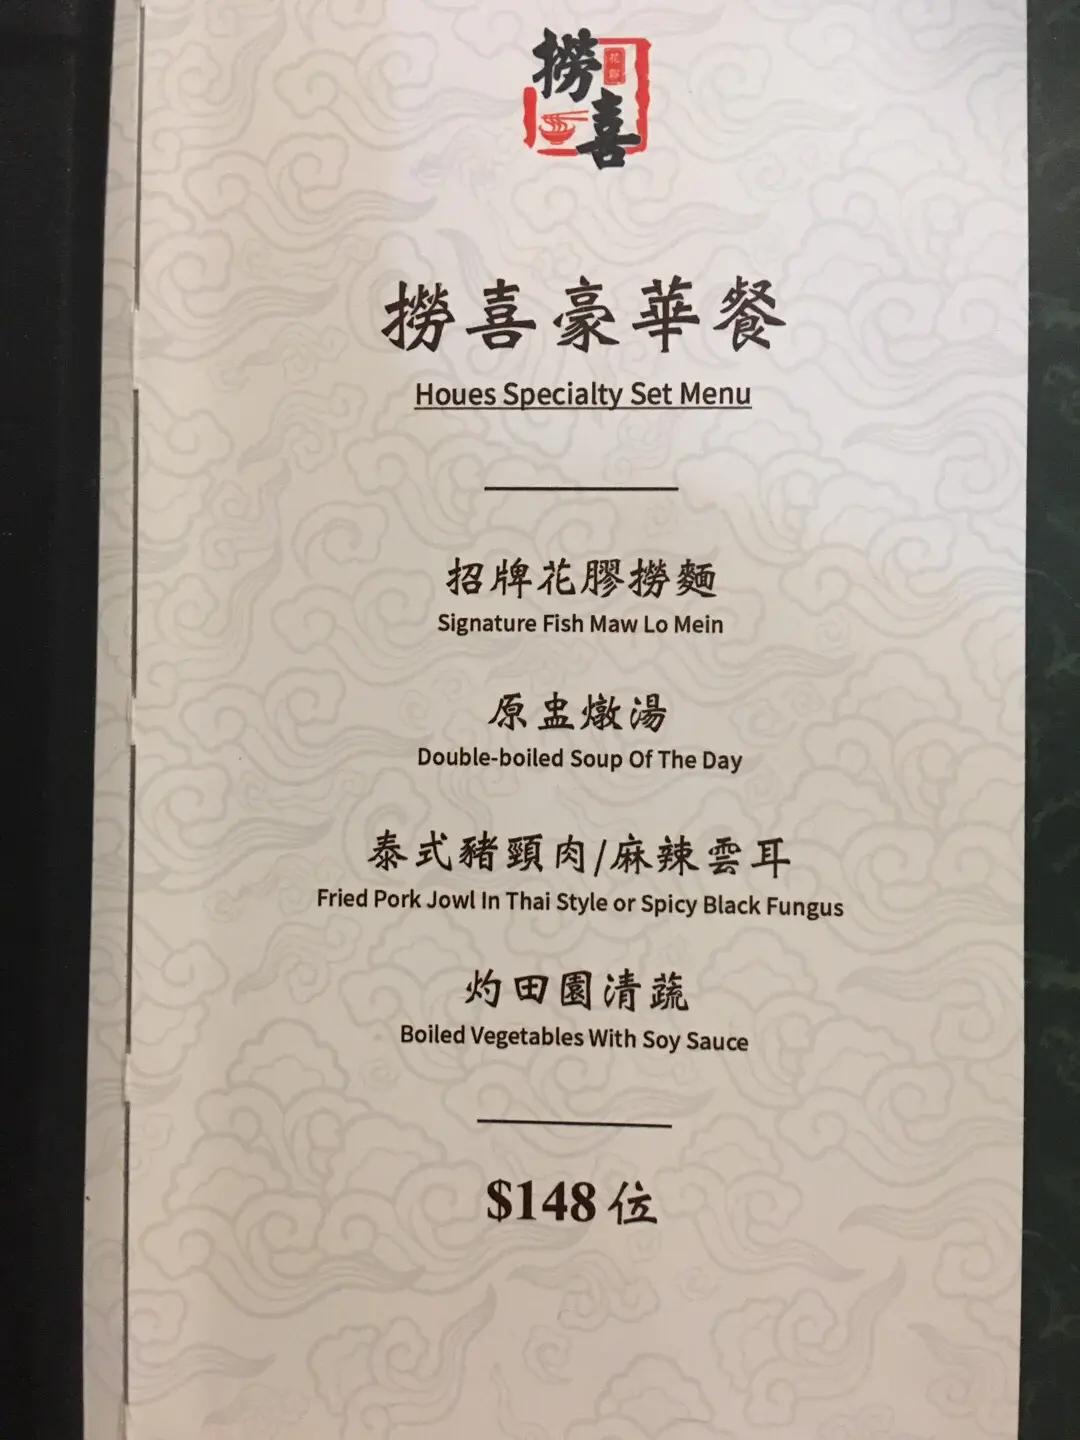 撈
喜
撈喜豪華餐
Houes Specialty Set Menu
招牌花膠撈麵
Signature Fish Maw Lo Mein
原盅燉湯
Double-boiled Soup Of The Day
泰式豬頸肉/麻辣雲耳
Fried Pork Jowl In Thai Style or Spicy Black Fungus
灼田園清蔬
Boiled Vegetables With Soy Sauce
$148 位